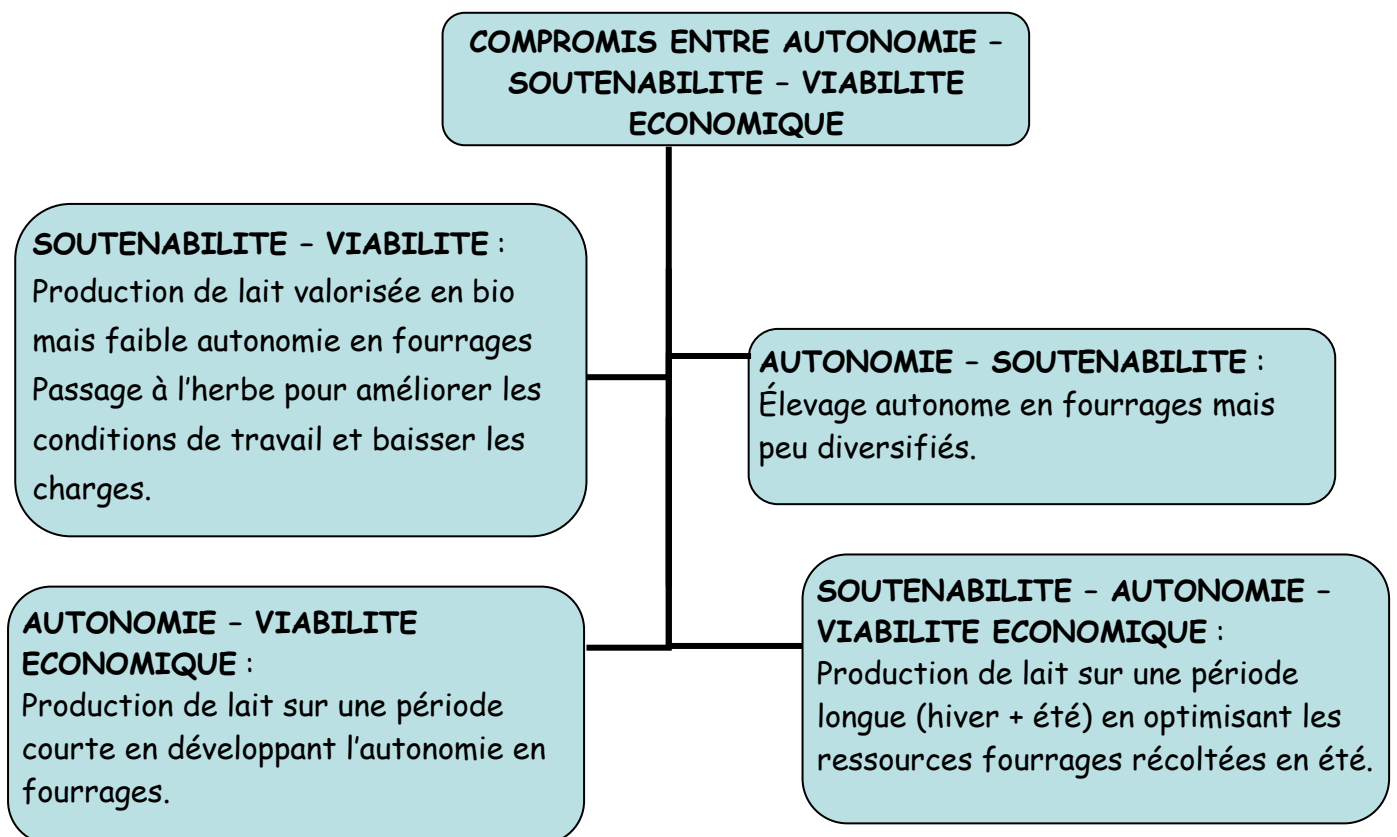 COMPROMIS ENTRE AUTONOMIE –
SOUTENABILITE – VIABILITE
ECONOMIQUE
SOUTENABILITE – VIABILITE :
Production de lait valorisée en bio
mais faible autonomie en fourrages
Passage à l’herbe pour améliorer les
conditions de travail et baisser les
charges.
AUTONOMIE – SOUTENABILITE :
Élevage autonome en fourrages mais
peu diversifiés.
AUTONOMIE – VIABILITE
ECONOMIQUE :
Production de lait sur une période
courte en développant l’autonomie en
fourrages.
SOUTENABILITE – AUTONOMIE –
VIABILITE ECONOMIQUE :
Production de lait sur une période
longue (hiver + été) en optimisant les
ressources fourrages récoltées en été.